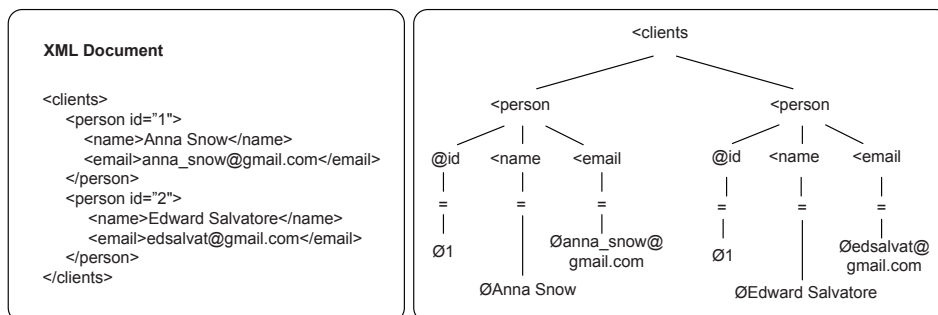 XML Document
<clients>
<person id=”1">
<name>Anna Snow</name>
<email>anna_snow@gmail.com</email>
</person>
<person id=”2">
<name>Edward Salvatore</name>
<email>edsalvat@gmail.com</email>
</person>
</clients>
<clients
<person <person
@id <name <email @id <name <email
= = = = = =
Ø1 Øanna_snow@
gmail.com Ø1 Øedsalvat@
gmail.com
ØAnna Snow ØEdward Salvatore